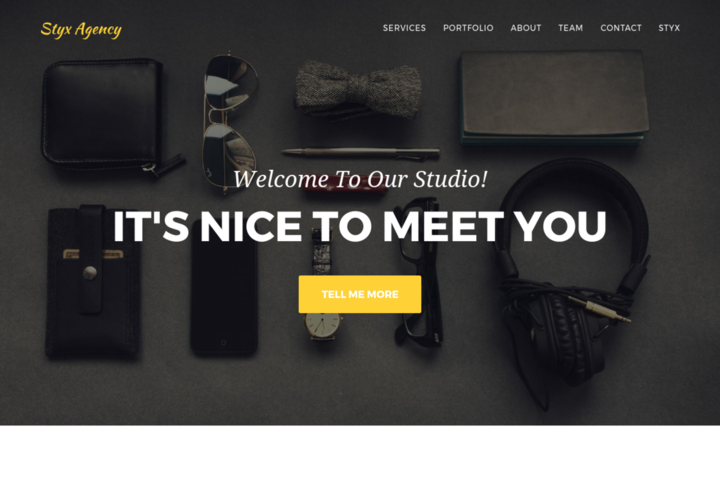 Styx Agency
SERVICES PORTFOLIO ABOUT TEAM CONTACT STYX
Welcome To Our Studio!
IT'S NICE TO MEET YOU
TELL ME MORE